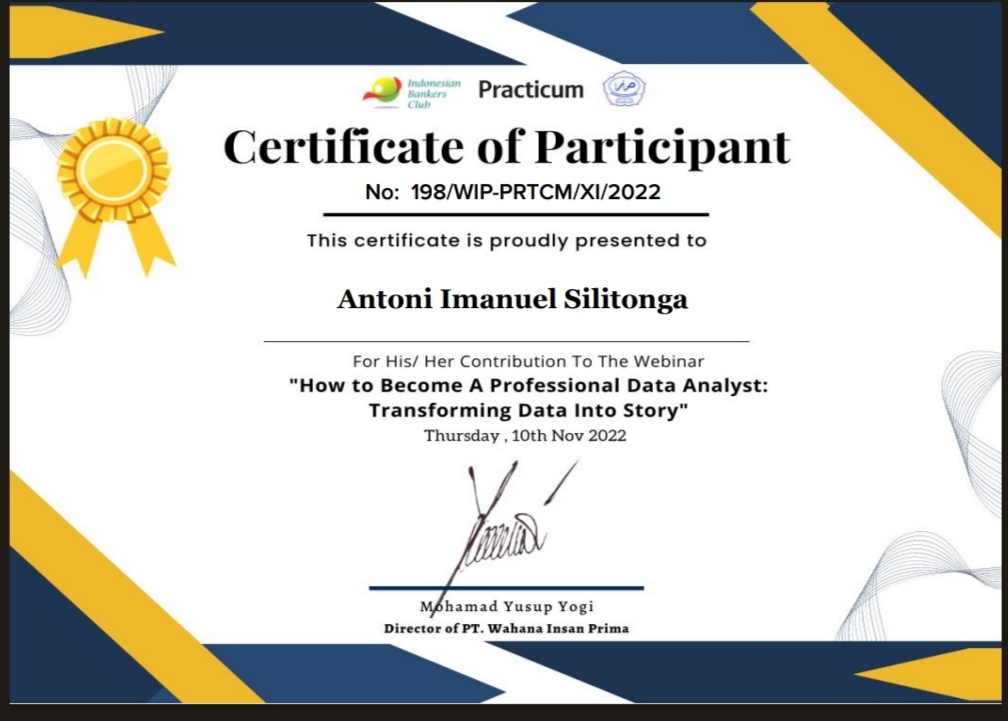 Indonesian
Bankers
Club
Practicum
Certificate of Participant
No: 198/WIP-PRTCM/XI/2022
This certificate is proudly presented to
Antoni Imanuel Silitonga
For His/ Her Contribution To The Webinar
"How to Become A Professional Data Analyst:
Transforming Data Into Story"
Thursday , 10th Nov 2022
Mohamad Yusup Yogi
Director of PT. Wahana Insan Prima